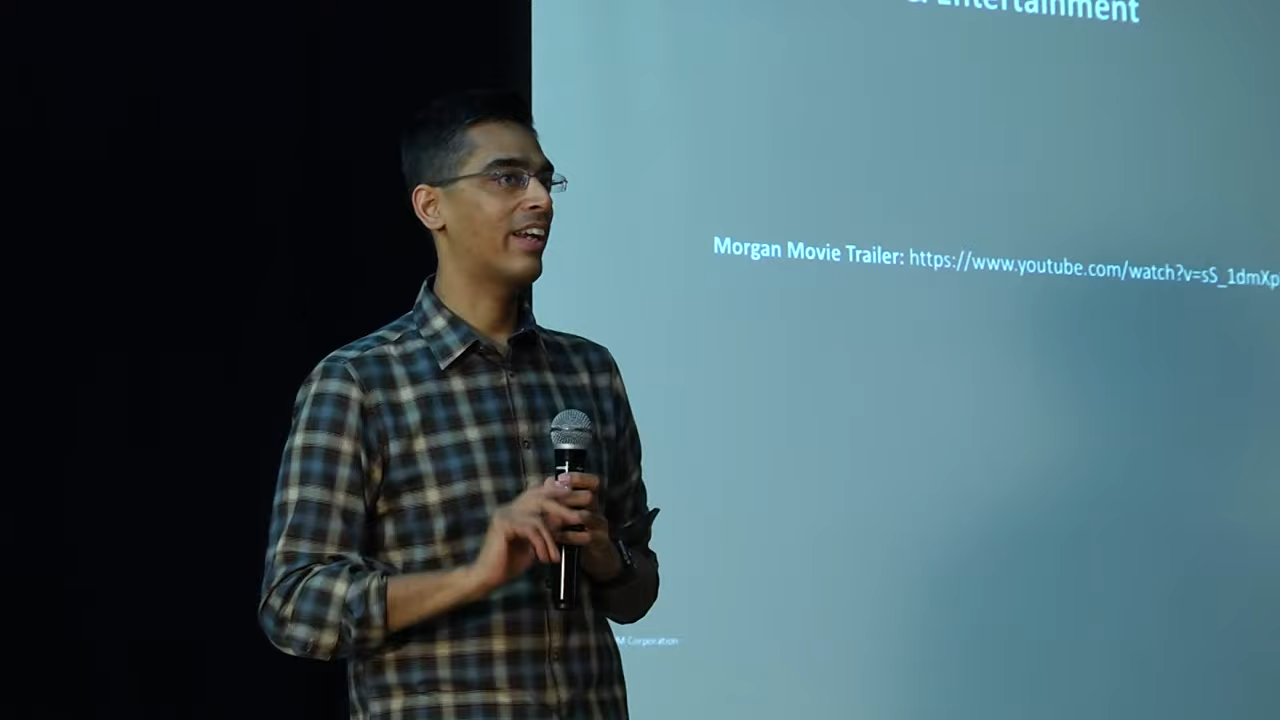 & Entertainment
Morgan Movie Trailer: https://www.youtube.com/watch?v=sS_1dmXp
M Corporation